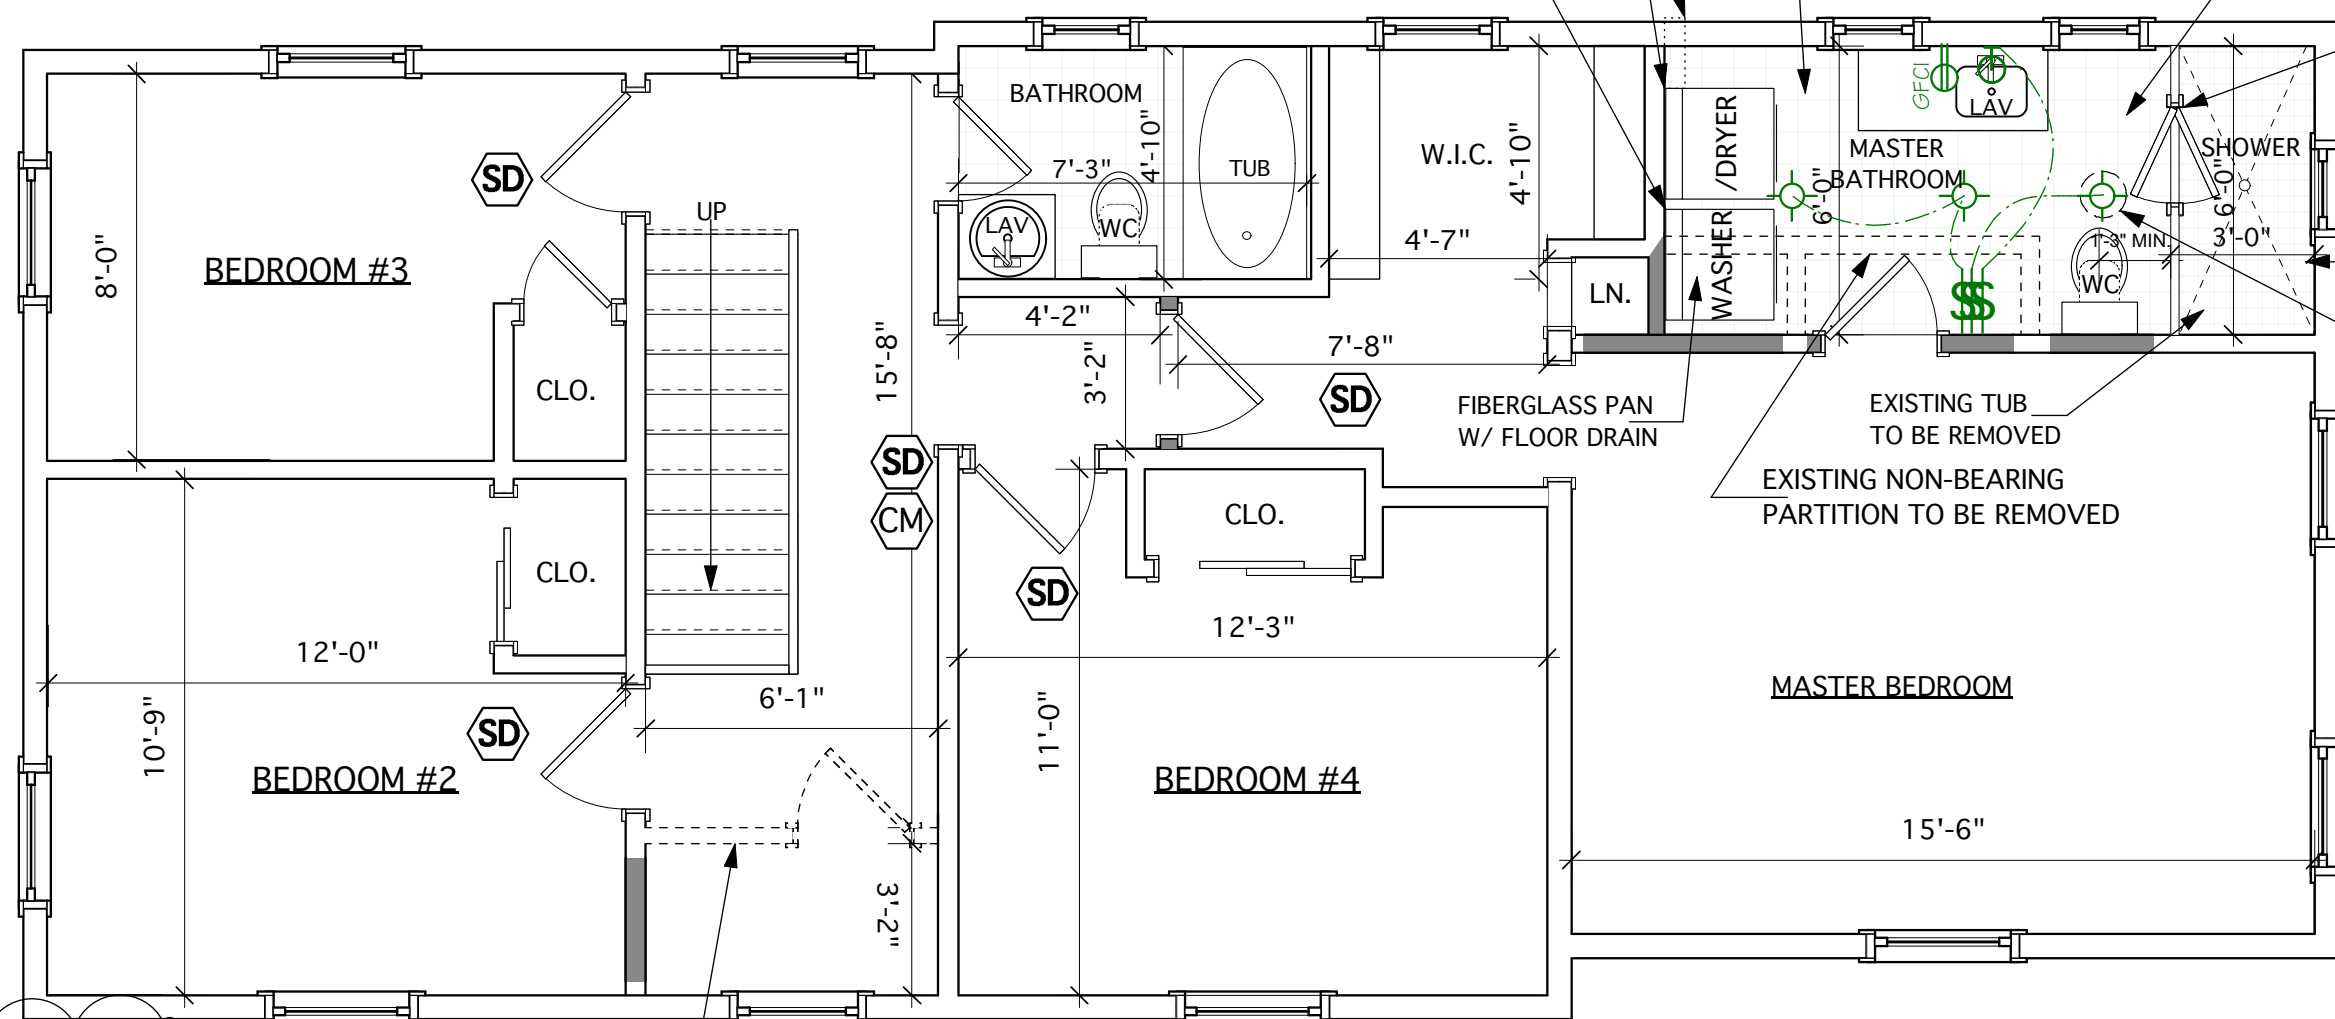 BATHROOM
7'-3"
4'-10"
TUB
LAV
WC
W.I.C.
4'-10"
4'-7"
/DRYER
WASHER
MASTER
BATHROOM
6'-0"
GFCI
LAV
SHOWER
6'-0"
3'-0"
1'-3" MIN.
WC
$$$
LN.
SD
BEDROOM #3
8'-0"
CLO.
UP
15'-8"
4'-2"
3'-2"
7'-8"
SD
FIBERGLASS PAN
W/ FLOOR DRAIN
EXISTING TUB
TO BE REMOVED
EXISTING NON-BEARING
PARTITION TO BE REMOVED
SD
CM
CLO.
CLO.
SD
12'-0"
12'-3"
6'-1"
10'-9"
11'-0"
SD
BEDROOM #2
BEDROOM #4
MASTER BEDROOM
15'-6"
3'-2"